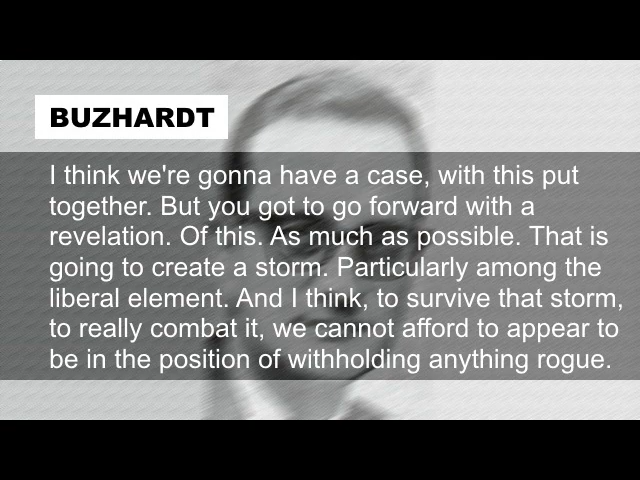 BUZHARDT
I think we're gonna have a case, with this put
together. But you got to go forward with a
revelation. Of this. As much as possible. That is
going to create a storm. Particularly among the
liberal element. And I think, to survive that storm,
to really combat it, we cannot afford to appear to
be in the position of withholding anything rogue.